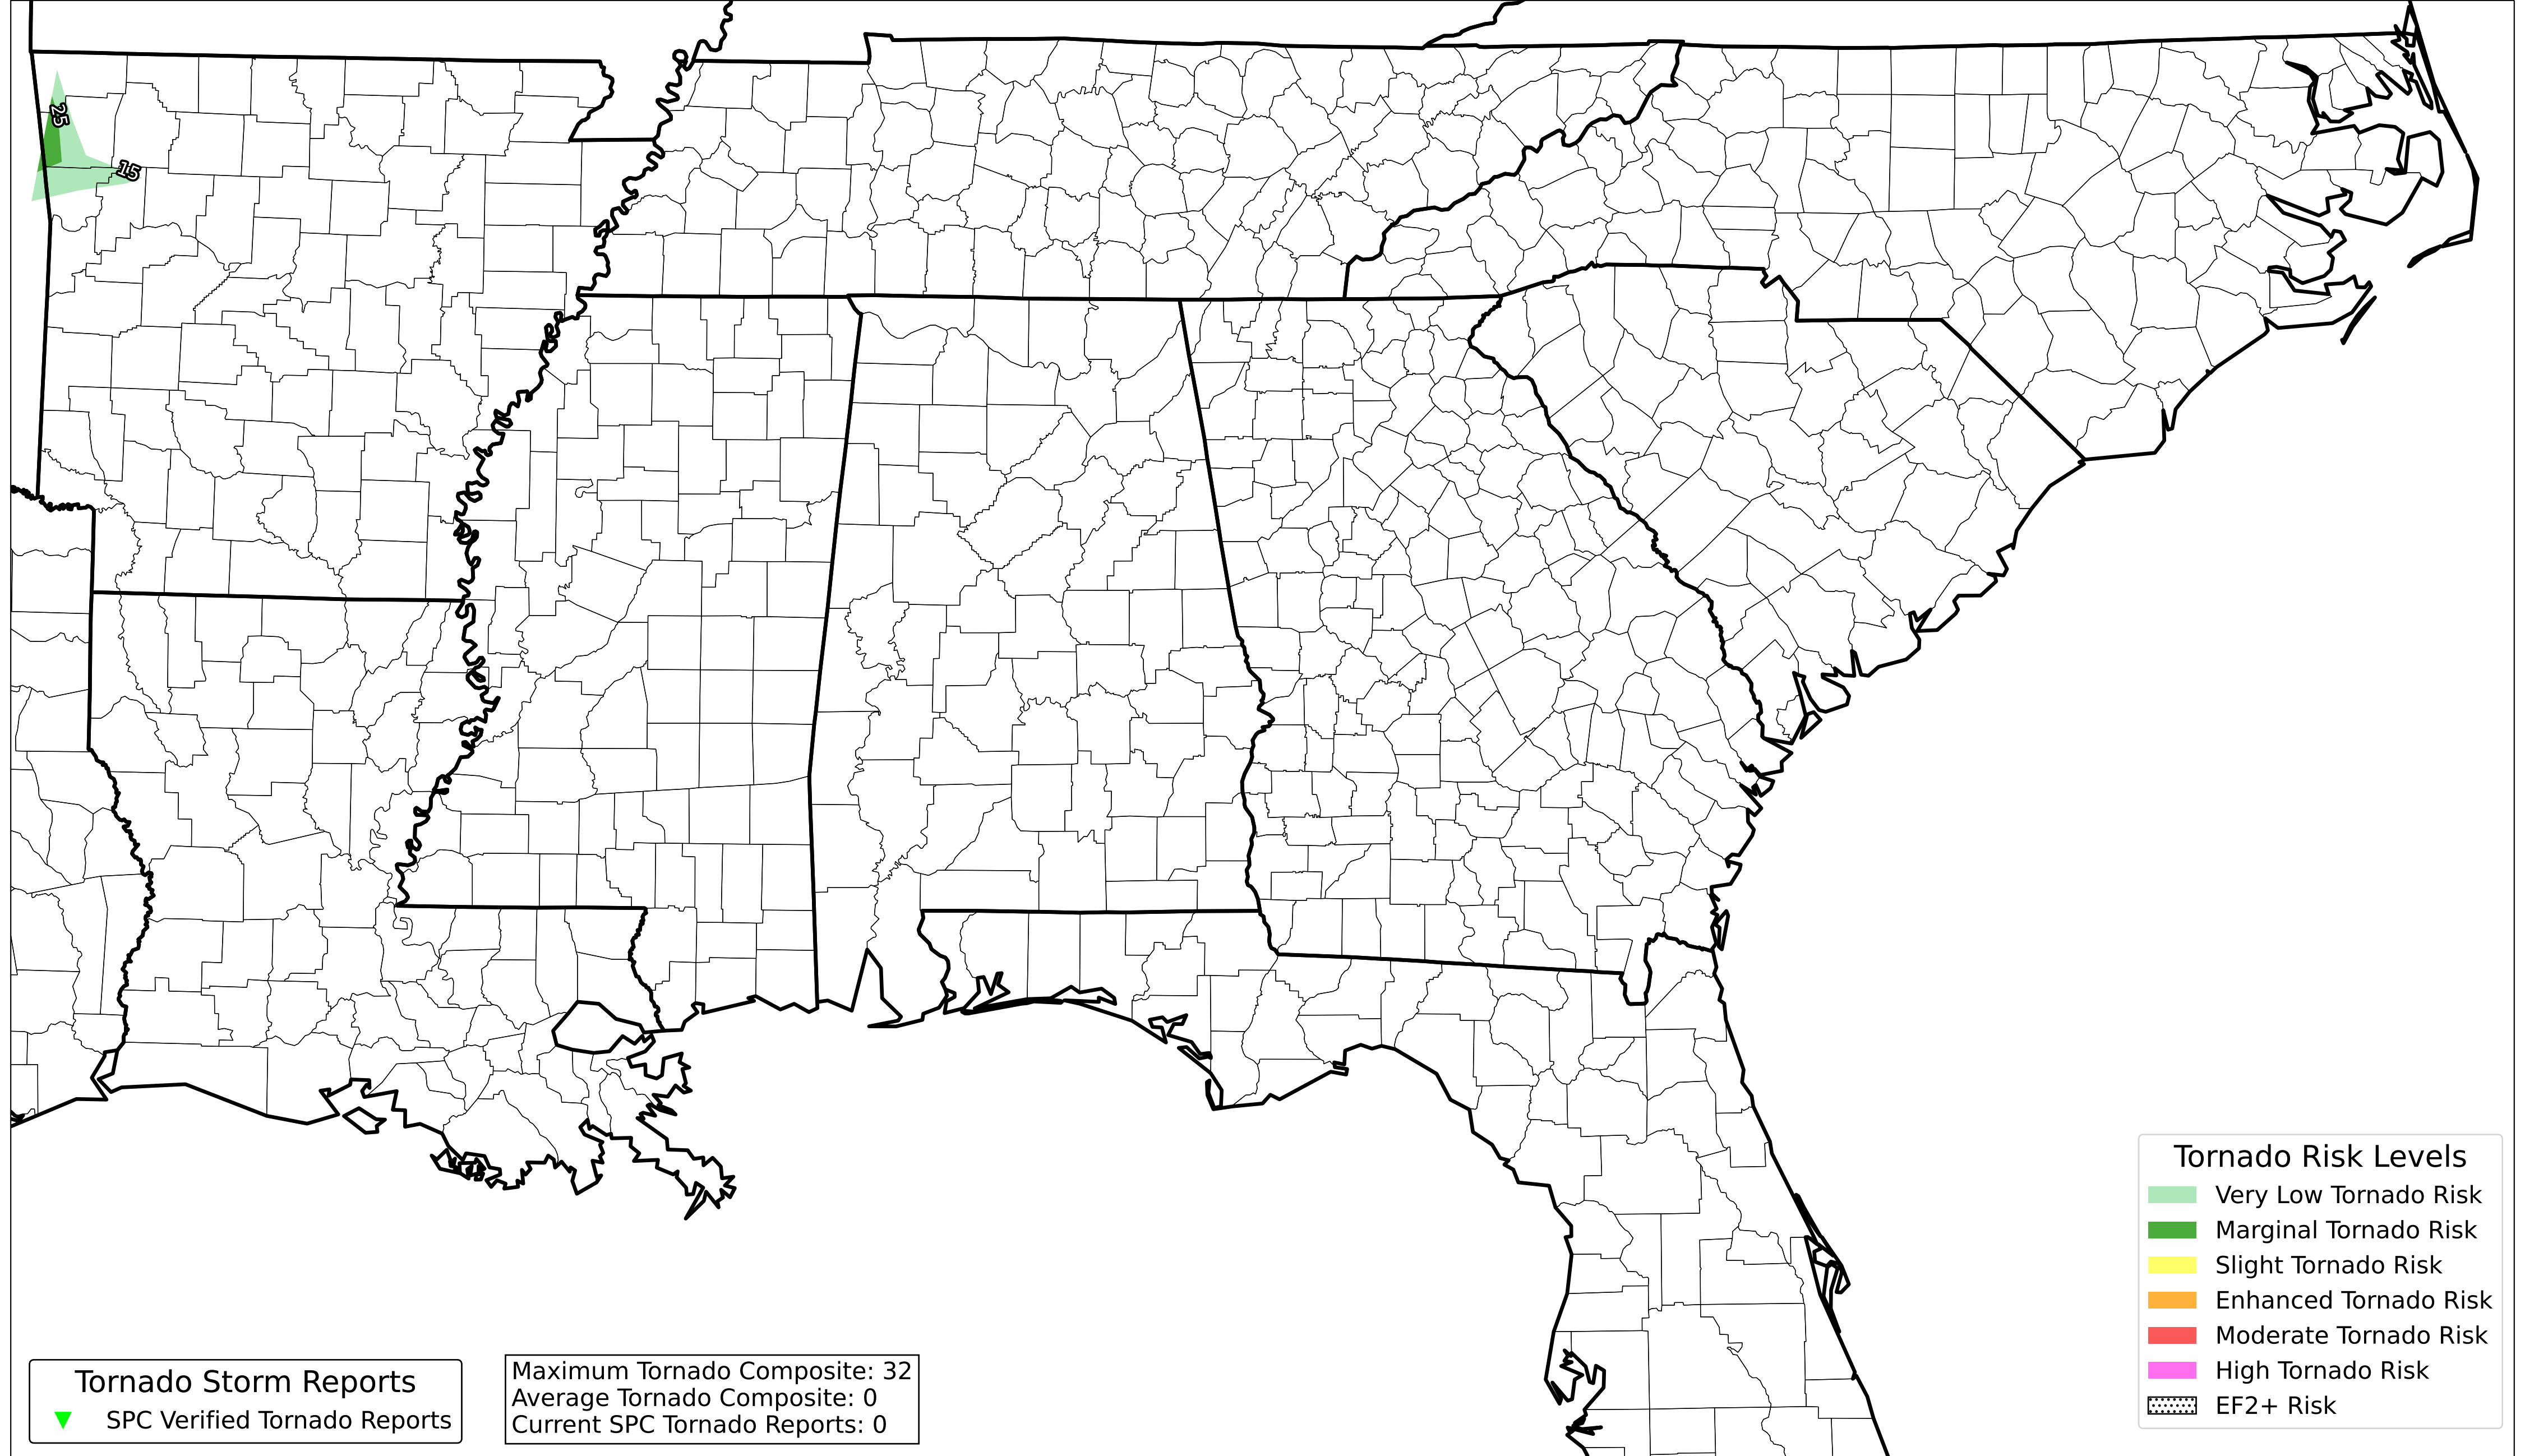 25
15
Tornado Storm Reports
SPC Verified Tornado Reports
Maximum Tornado Composite: 32
Average Tornado Composite: 0
Current SPC Tornado Reports: 0
Tornado Risk Levels
Very Low Tornado Risk
Marginal Tornado Risk
Slight Tornado Risk
Enhanced Tornado Risk
Moderate Tornado Risk
High Tornado Risk
EF2+ Risk